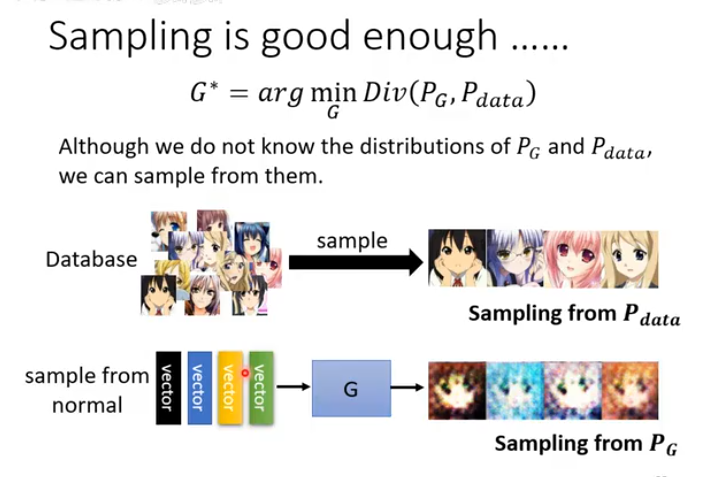 Sampling is good enough ……
G* = arg min Div(P_G, P_data)
G
Although we do not know the distributions of P_G and P_data,
we can sample from them.
Database
sample
Sampling from P_data
sample from
normal
vector
vector
vector
vector
G
Sampling from P_G